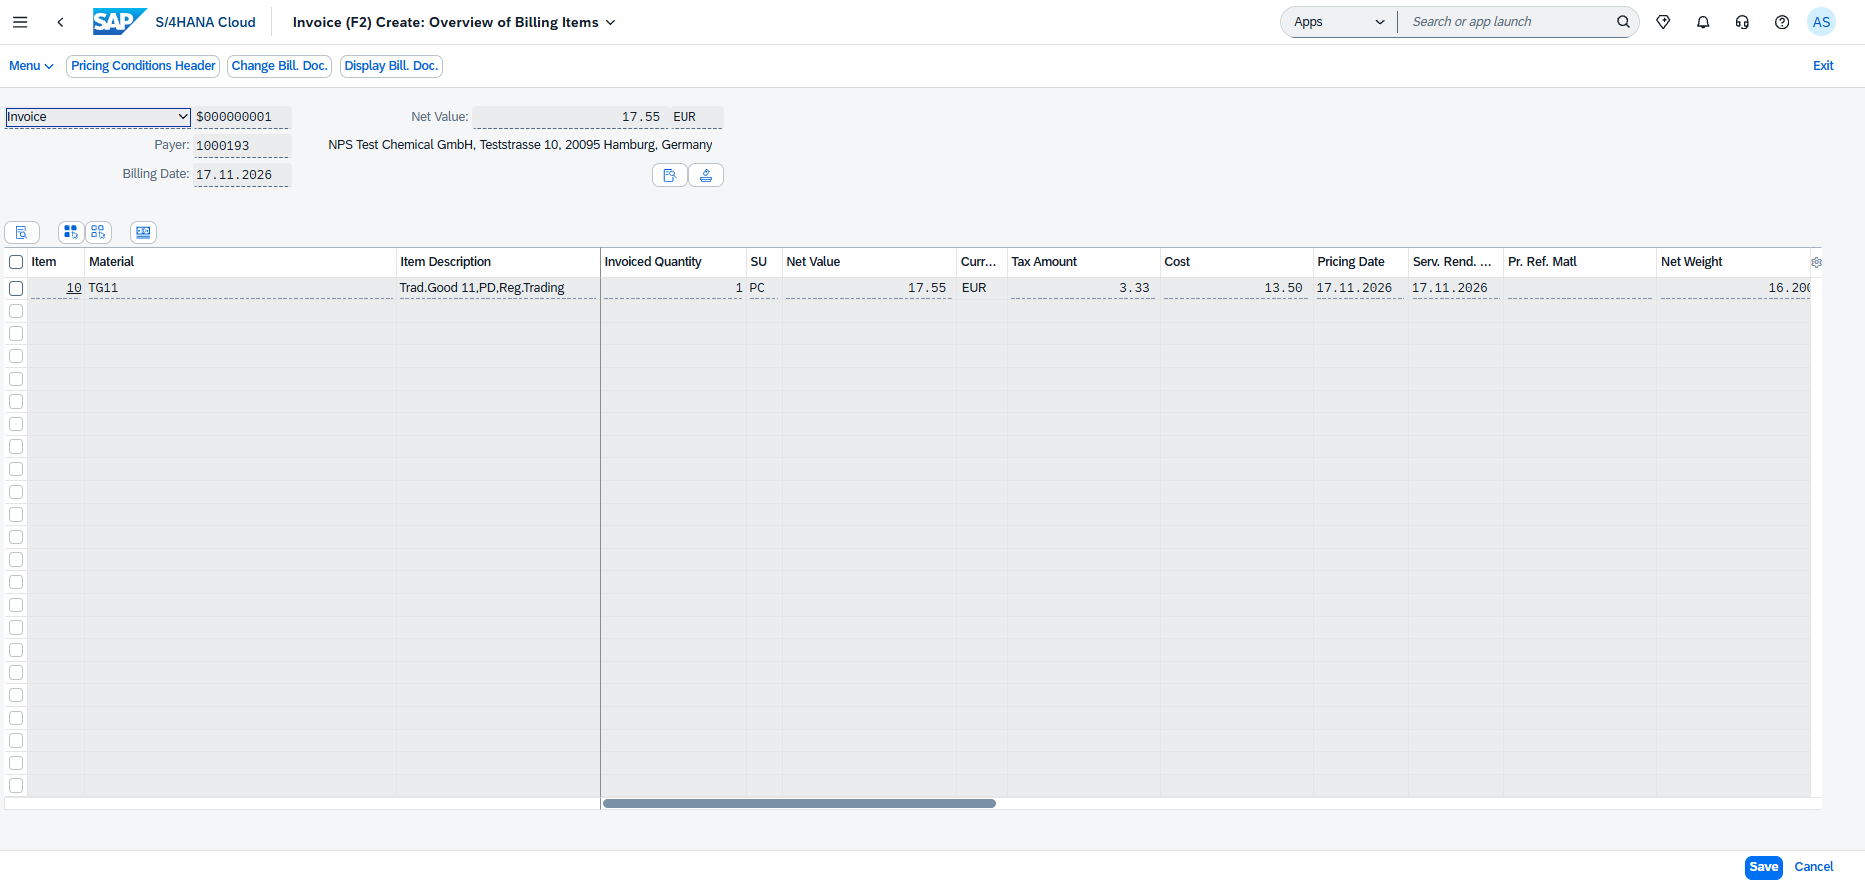 SAP S/4HANA Cloud Invoice (F2) Create: Overview of Billing Items Apps Search or app launch AS
Menu Pricing Conditions Header Change Bill. Doc. Display Bill. Doc. Exit
Invoice $000000001 Net Value: 17.55 EUR
Payer: 1000193 NPS Test Chemical GmbH, Teststrasse 10, 20095 Hamburg, Germany
Billing Date: 17.11.2026
Item Material Item Description Invoiced Quantity SU Net Value Curr... Tax Amount Cost Pricing Date Serv. Rend. ... Pr. Ref. Matl Net Weight
10 TG11 Trad.Good 11,PD,Reg.Trading 1 PC 17.55 EUR 3.33 13.50 17.11.2026 17.11.2026 16.200
Save Cancel